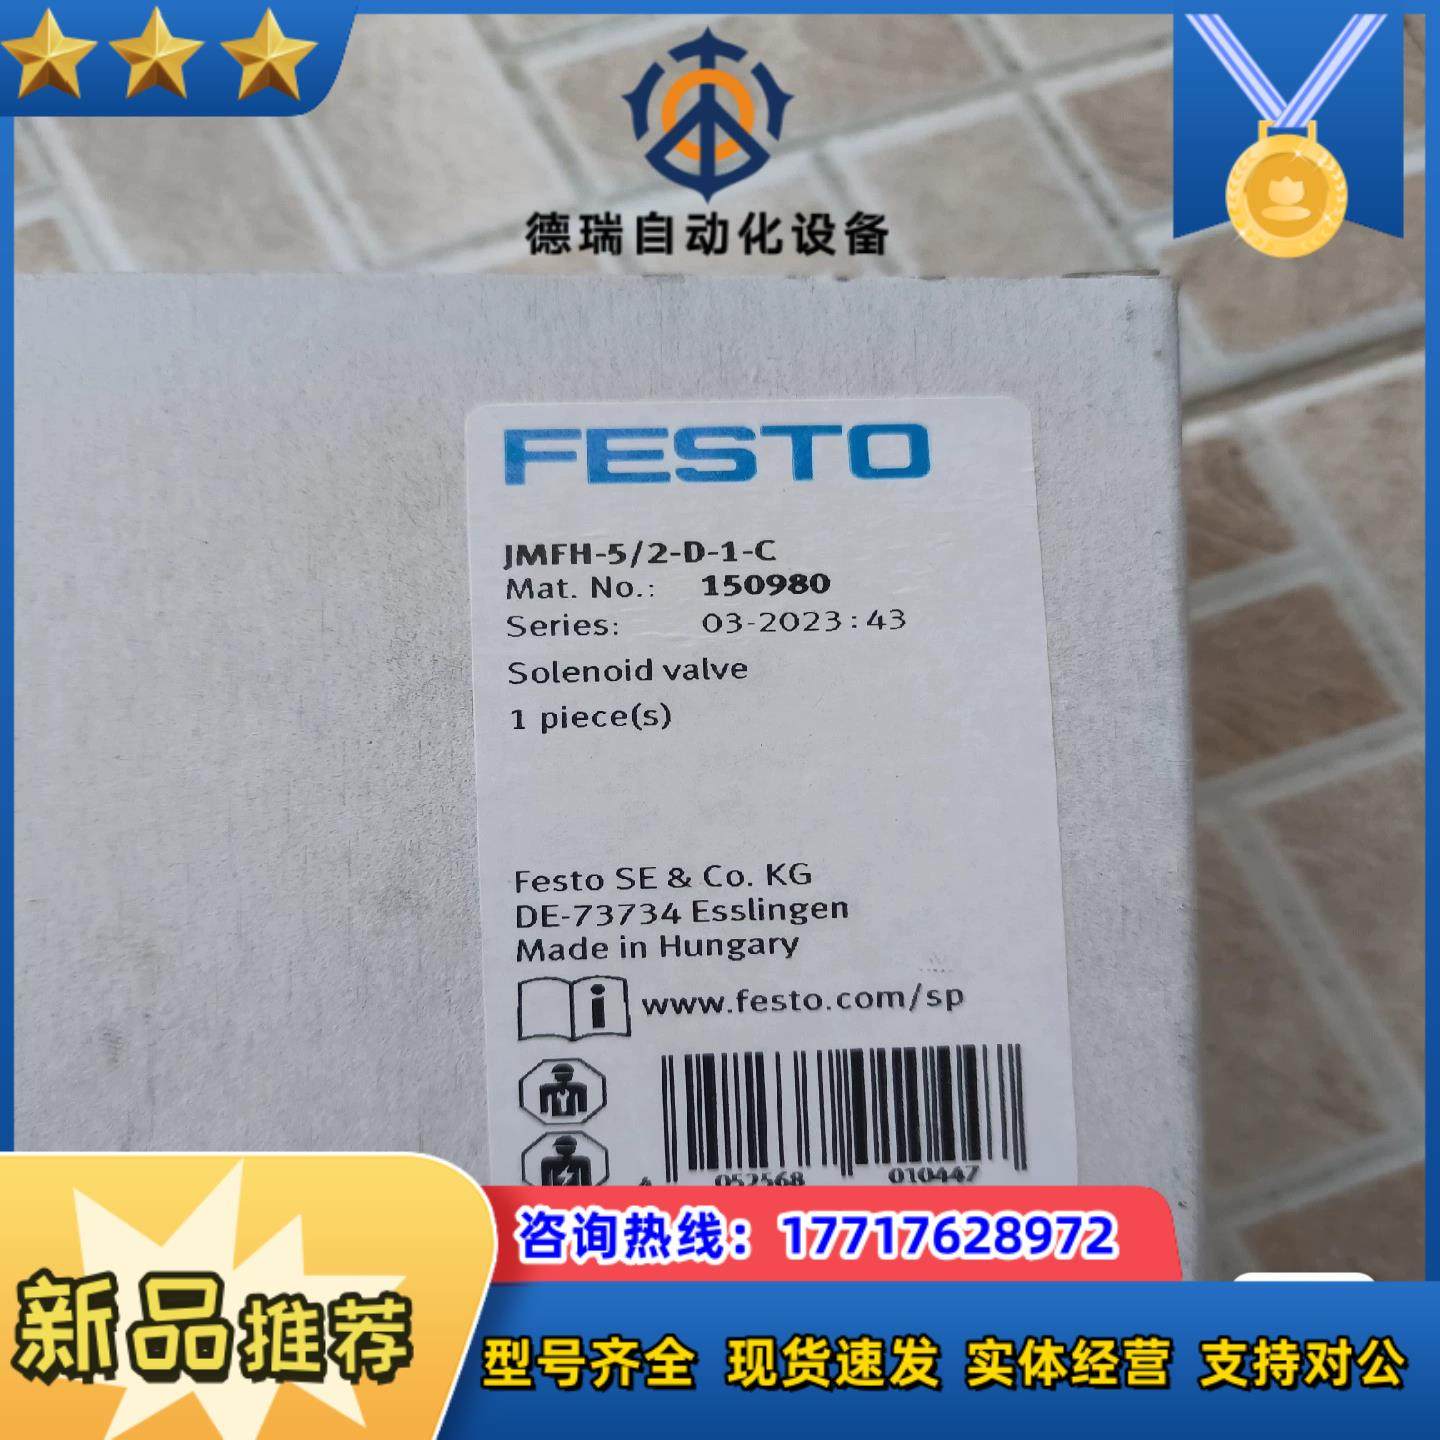 德瑞自动化设备
FESTO
JMFH-5/2-D-1-C
Mat. No.: 150980
Series: 03-2023:43
Solenoid valve
1 piece(s)
Festo SE & Co. KG
DE-73734 Esslingen
Made in Hungary
www.festo.com/sp
4 052568 010447
咨询热线：17717628972
新品推荐
型号齐全 现货速发 实体经营 支持对公